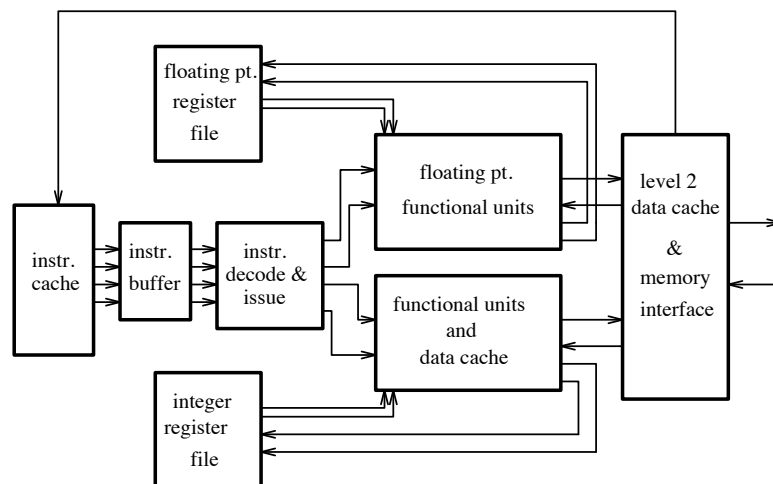 floating pt.
register
file
floating pt.
functional units
level 2
data cache
&
memory
interface
instr.
cache
instr.
buffer
instr.
decode &
issue
functional units
and
data cache
integer
register
file